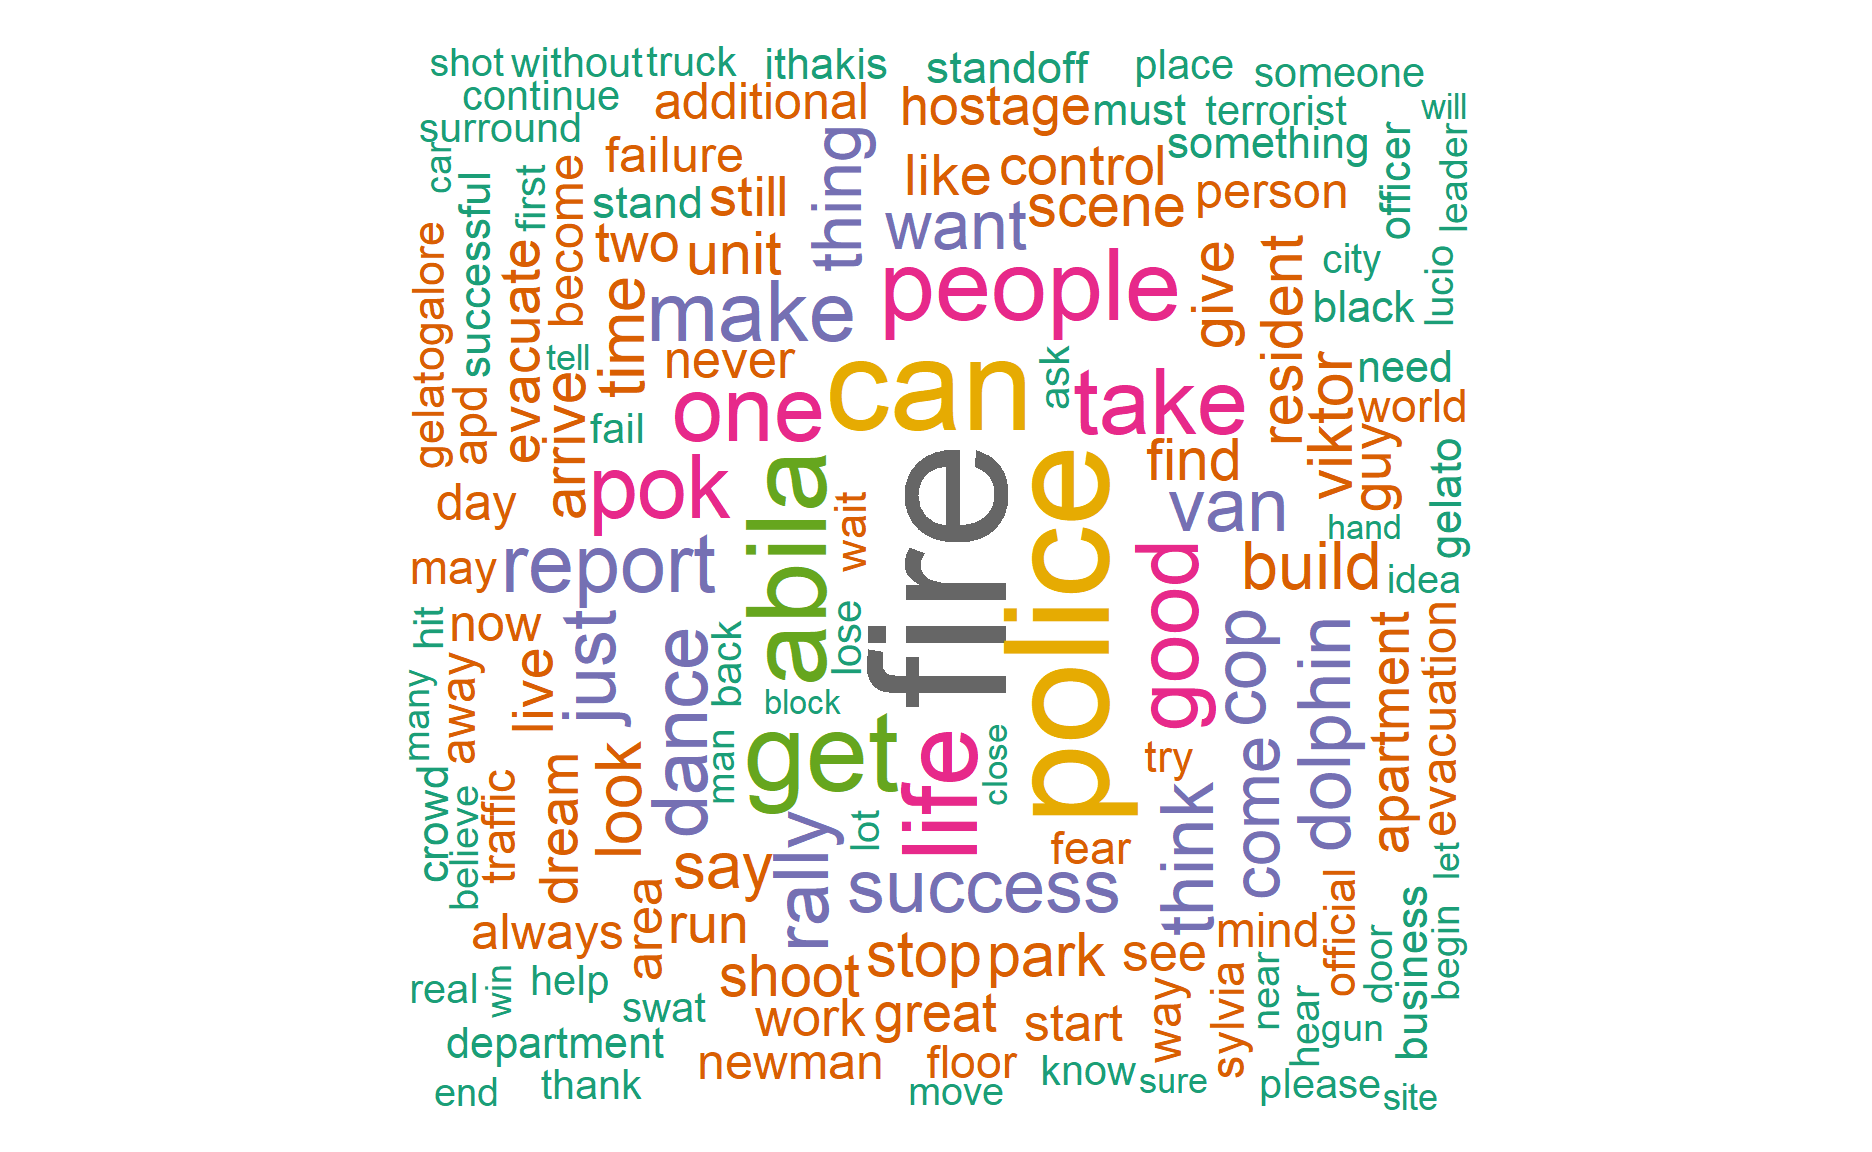 shot without truck ithakis standoff place someone
continue additional hostage must terrorist will
surround failure thing like control something officer leader
car successful first become stand still want scene person
gelatogalore evacuate two unit people give resident city lucio
tell time make black
apd arrive never can ask take viktor need
fail one world
day pok abila wait fire police find van guy gelato
hand
may report build idea
hit now just dance back lose good cop dolphin apartment evacuation
many away live block
crowd believe traffic dream look man get life close try think come
rally lot fear let
say success
always area run mind official door business begin
real win help shoot stop park see way sylvia near
swat work great start hear gun
department newman floor know
end thank move sure please site